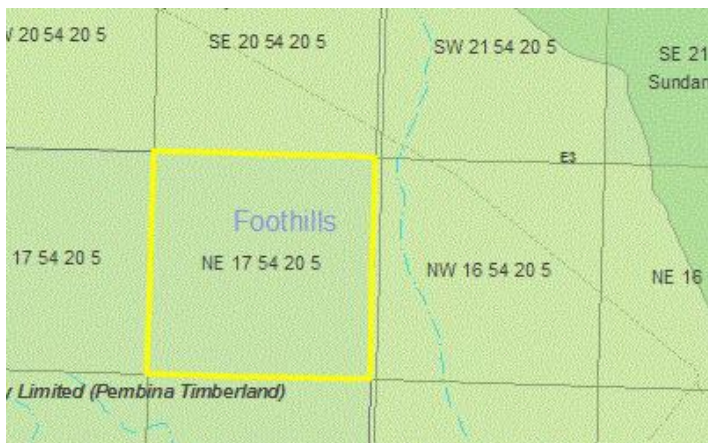 20 54 20 5
SE 20 54 20 5
SW 21 54 20 5
SE 21
Sundan
E3
Foothills
17 54 20 5
NE 17 54 20 5
NW 16 54 20 5
NE 16
y Limited (Pembina Timberland)